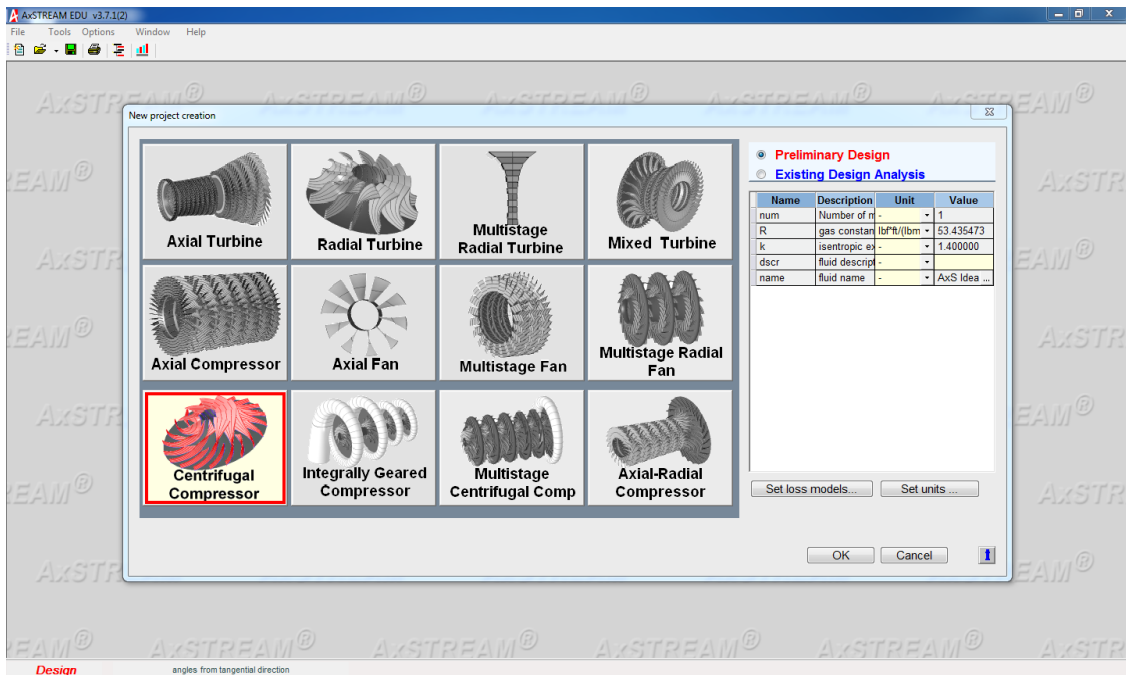 AxSTREAM EDU v3.7.1(2)
File Tools Options Window Help
New project creation
Axial Turbine
Radial Turbine
Multistage
Radial Turbine
Mixed Turbine
Axial Compressor
Axial Fan
Multistage Fan
Multistage Radial
Fan
Centrifugal
Compressor
Integrally Geared
Compressor
Multistage
Centrifugal Comp
Axial-Radial
Compressor
Preliminary Design
Existing Design Analysis
Name Description Unit Value
num Number of m - 1
R gas constan lbf*ft/(lbm 53.435473
k isentropic ex - 1.400000
dscr fluid descript -
name fluid name - AxS Idea ...
Set loss models... Set units ...
OK Cancel
AxSTREAM®
Design angles from tangential direction